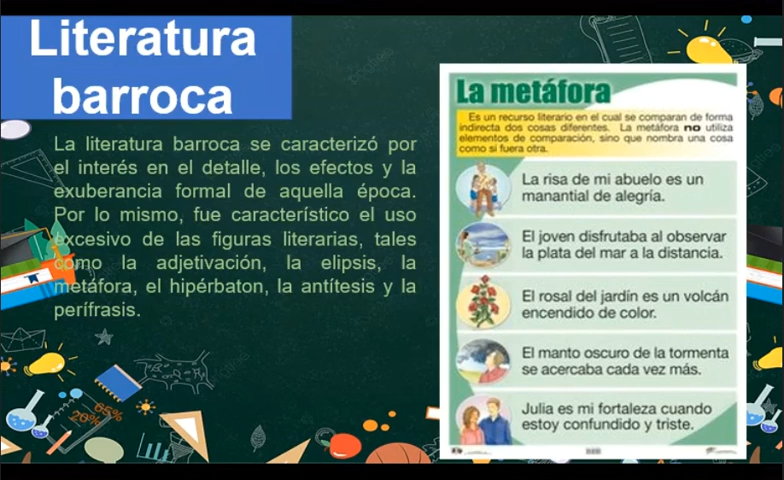 Literatura
barroca
La literatura barroca se caracterizó por
el interés en el detalle, los efectos y la
exuberancia formal de aquella época.
Por lo mismo, fue característico el uso
excesivo de las figuras literarias, tales
como la adjetivación, la elipsis, la
metáfora, el hipérbaton, la antítesis y la
perífrasis.
La metáfora
Es un recurso literario en el cual se comparan de forma
indirecta dos cosas diferentes. La metáfora no utiliza
elementos de comparación, sino que nombra una cosa
como si fuera otra.
La risa de mi abuelo es un
manantial de alegría.
El joven disfrutaba al observar
la plata del mar a la distancia.
El rosal del jardín es un volcán
encendido de color.
El manto oscuro de la tormenta
se acercaba cada vez más.
Julia es mi fortaleza cuando
estoy confundido y triste.
20%
65%